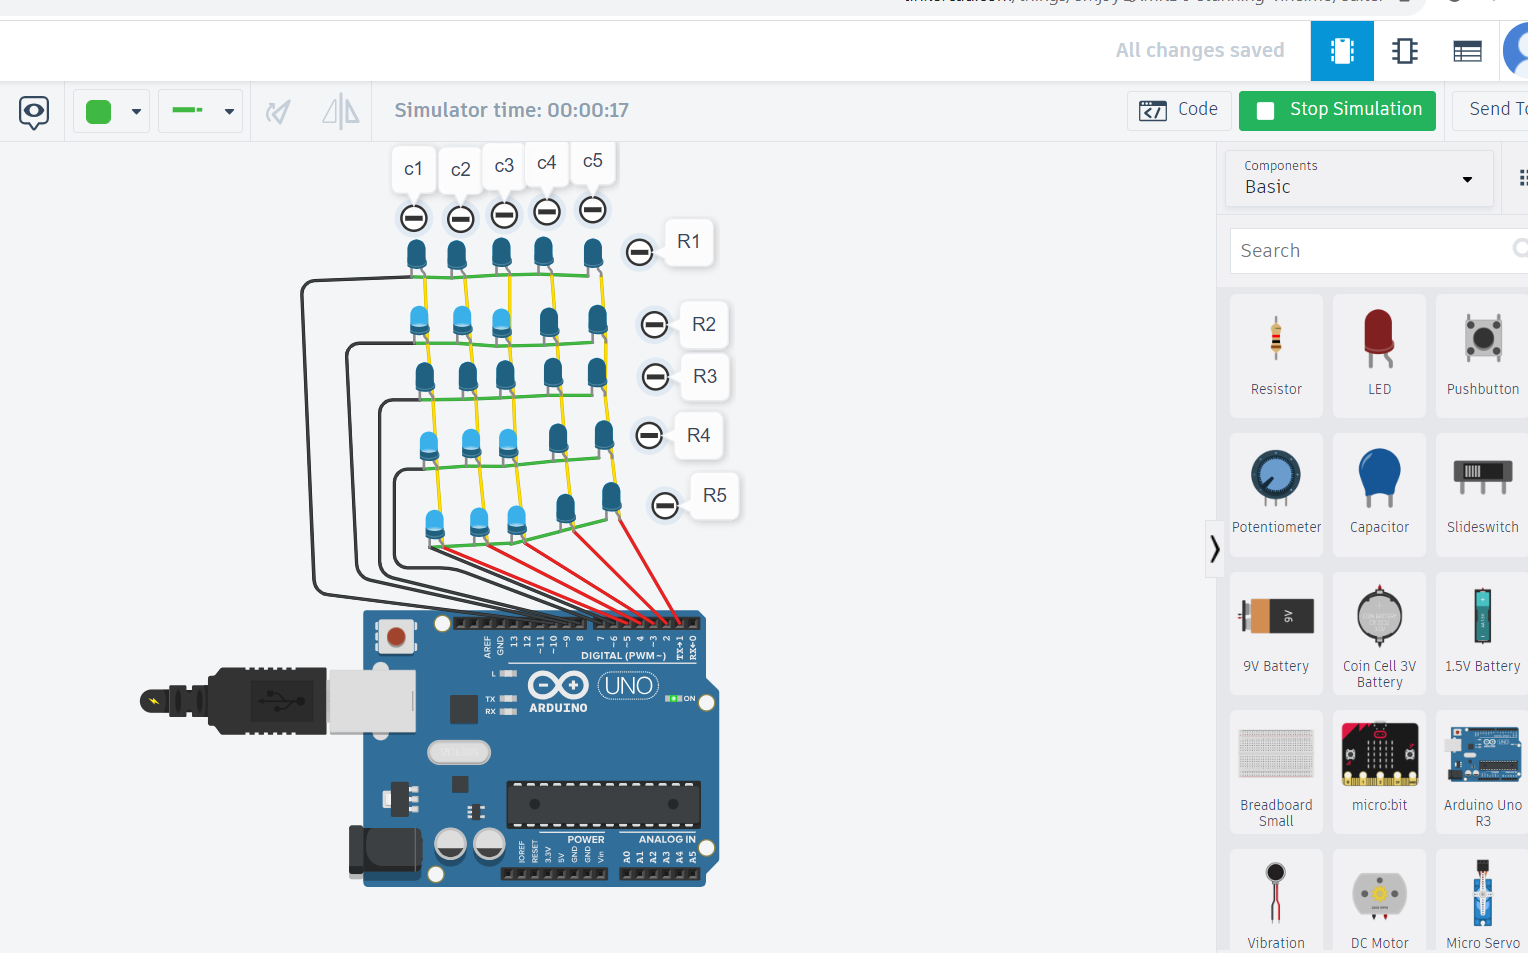 All changes saved
Simulator time: 00:00:17
Code
Stop Simulation
Send To
c1
c2
c3
c4
c5
R1
R2
R3
R4
R5
Components
Basic
Search
Resistor
LED
Pushbutton
Potentiometer
Capacitor
Slideswitch
9V
9V Battery
Coin Cell 3V
Battery
1.5V Battery
Breadboard
Small
micro:bit
Arduino Uno
R3
Vibration
DC Motor
Micro Servo
AREF
GND
13
12
~11
~10
~9
8
7
~6
~5
4
~3
2
TX→1
RX←0
DIGITAL (PWM~)
L
TX
RX
UNO
ARDUINO
ON
POWER
ANALOG IN
IOREF
RESET
3.3V
5V
GND
GND
Vin
A0
A1
A2
A3
A4
A5